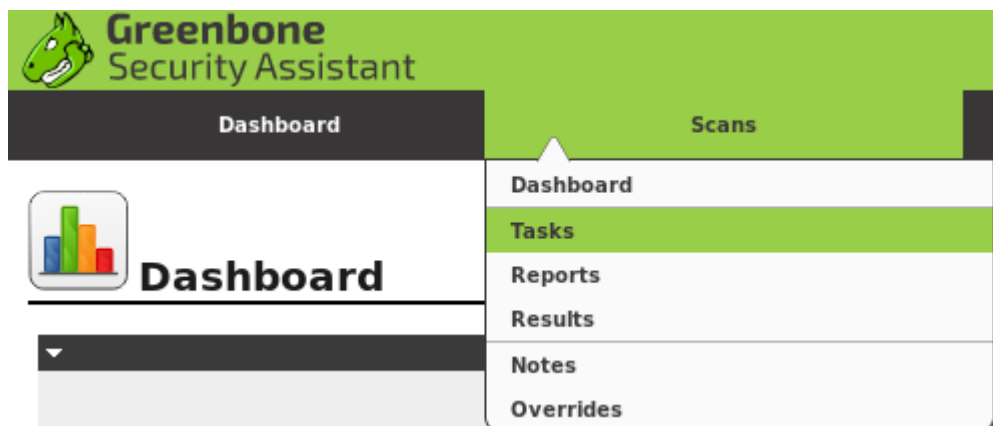 Greenbone
Security Assistant
Dashboard Scans
Dashboard
Tasks
Dashboard
Reports
Results
Notes
Overrides